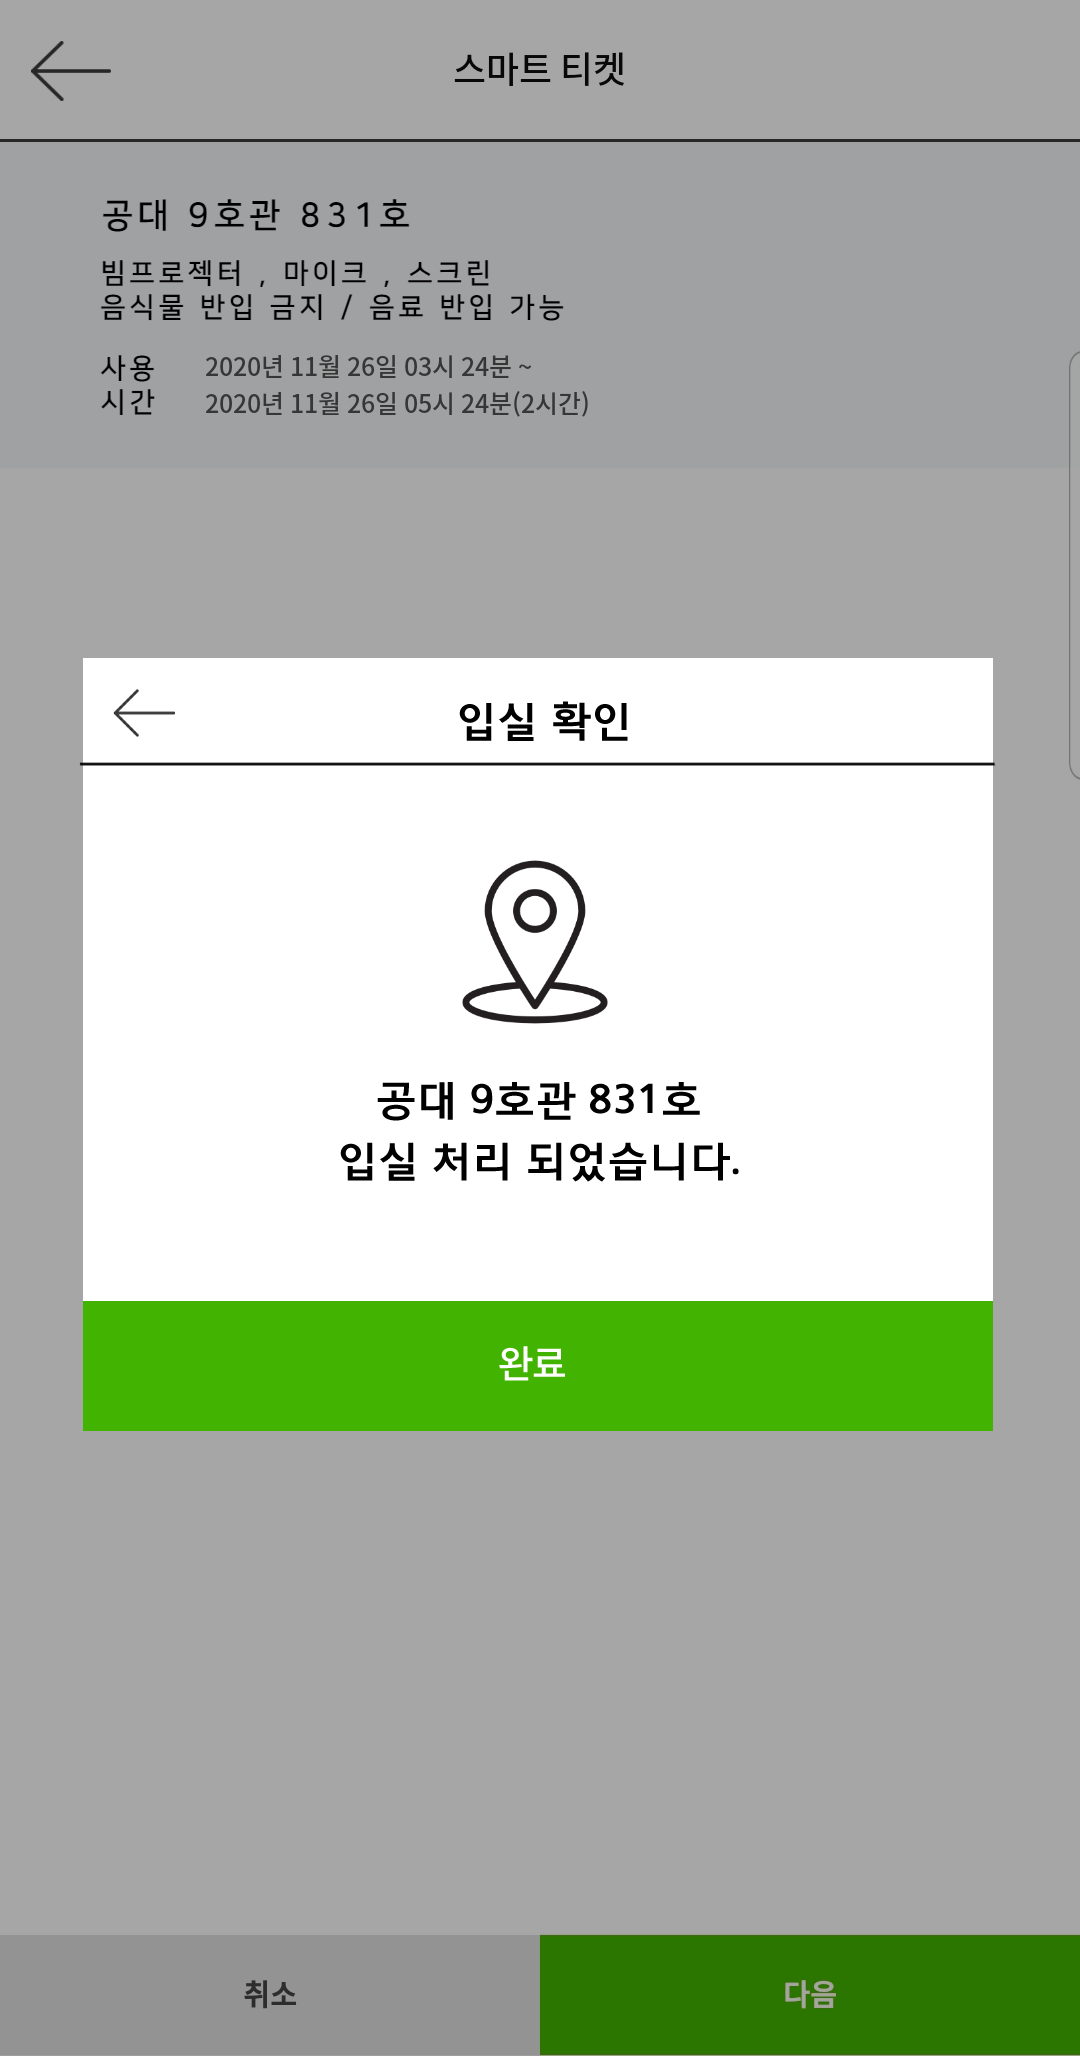 스마트 티켓
공대 9호관 831호
빔프로젝터 , 마이크 , 스크린
음식물 반입 금지 / 음료 반입 가능
사용 2020년 11월 26일 03시 24분 ~
시간 2020년 11월 26일 05시 24분(2시간)
입실 확인
공대 9호관 831호
입실 처리 되었습니다.
완료
취소 다음